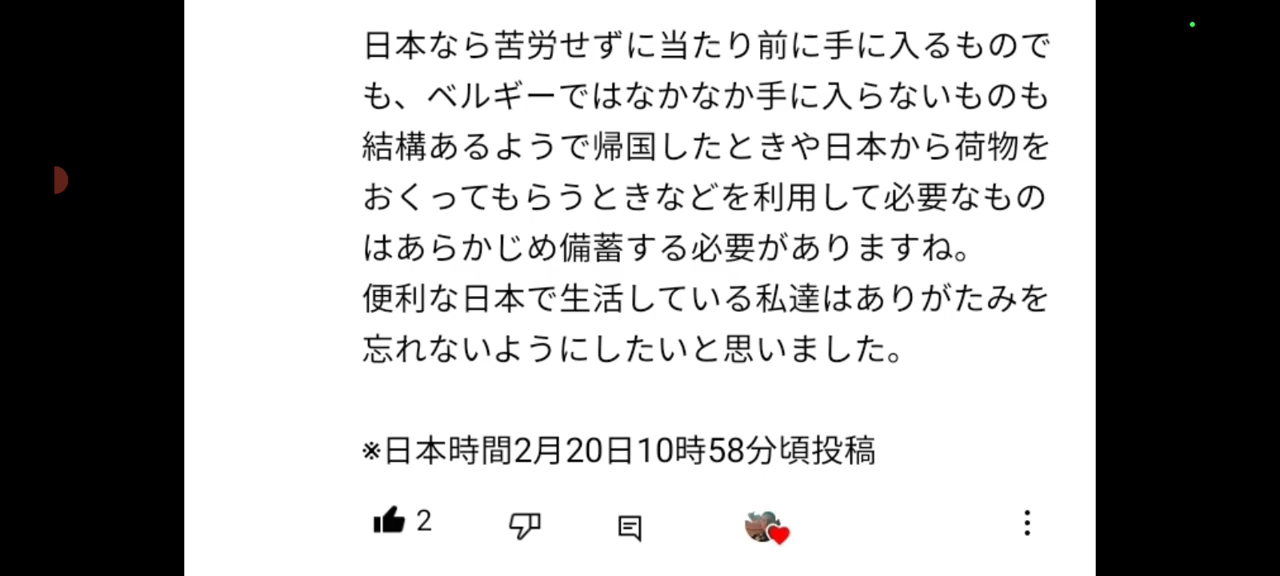 日本なら苦労せずに当たり前に手に入るもので
も、ベルギーではなかなか手に入らないものも
結構あるようで帰国したときや日本から荷物を
おくってもらうときなどを利用して必要なもの
はあらかじめ備蓄する必要がありますね。
便利な日本で生活している私達はありがたみを
忘れないようにしたいと思いました。
※日本時間2月20日10時58分頃投稿
2